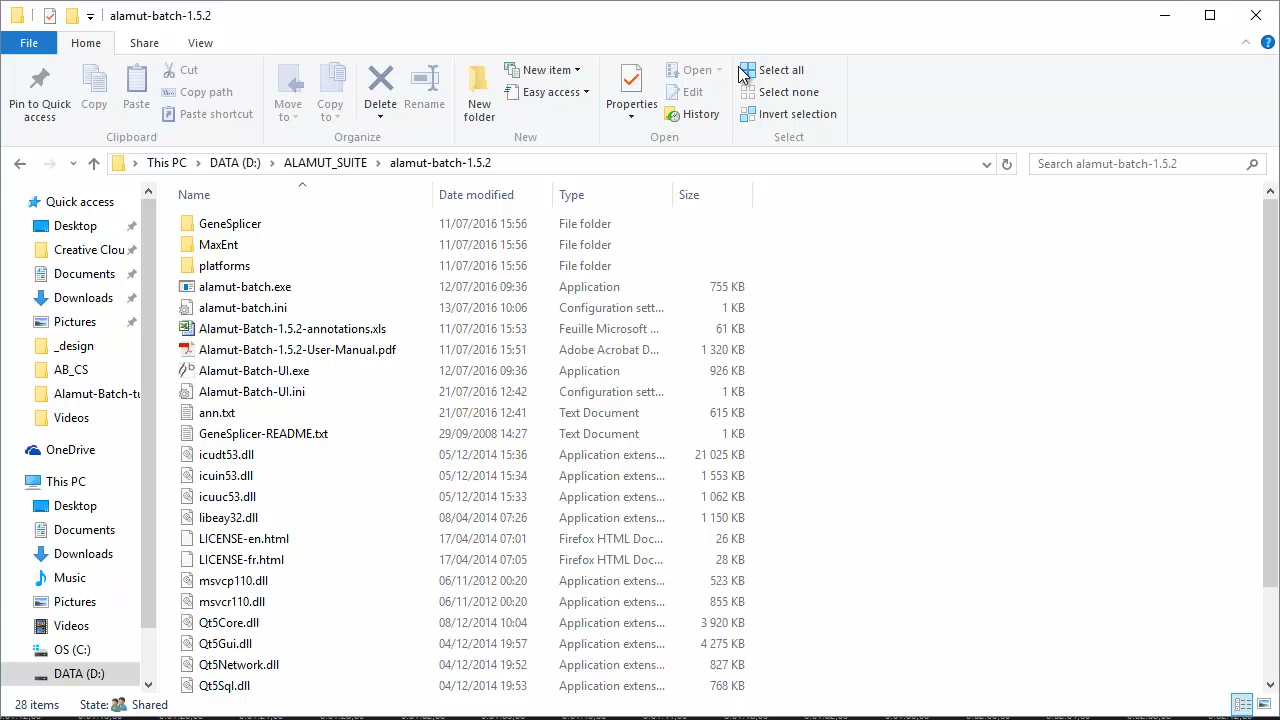 alamut-batch-1.5.2
File Home Share View
Pin to Quick access
Copy
Paste
Cut
Copy path
Paste shortcut
Clipboard
Move to
Copy to
Delete
Rename
Organize
New folder
New item
Easy access
New
Properties
Open
Edit
History
Open
Select all
Select none
Invert selection
Select
This PC > DATA (D:) > ALAMUT_SUITE > alamut-batch-1.5.2
Search alamut-batch-1.5.2
Quick access
Desktop
Creative Clou
Documents
Downloads
Pictures
_design
AB_CS
Alamut-Batch-tu
Videos
OneDrive
This PC
Desktop
Documents
Downloads
Music
Pictures
Videos
OS (C:)
DATA (D:)
Name Date modified Type Size
GeneSplicer 11/07/2016 15:56 File folder
MaxEnt 11/07/2016 15:56 File folder
platforms 11/07/2016 15:56 File folder
alamut-batch.exe 12/07/2016 09:36 Application 755 KB
alamut-batch.ini 13/07/2016 10:06 Configuration sett... 1 KB
Alamut-Batch-1.5.2-annotations.xls 11/07/2016 15:53 Feuille Microsoft ... 61 KB
Alamut-Batch-1.5.2-User-Manual.pdf 11/07/2016 15:51 Adobe Acrobat D... 1 320 KB
Alamut-Batch-UI.exe 12/07/2016 09:36 Application 926 KB
Alamut-Batch-UI.ini 21/07/2016 12:42 Configuration sett... 1 KB
ann.txt 21/07/2016 12:41 Text Document 615 KB
GeneSplicer-README.txt 29/09/2008 14:27 Text Document 1 KB
icudt53.dll 05/12/2014 15:36 Application extens... 21 025 KB
icuin53.dll 05/12/2014 15:34 Application extens... 1 553 KB
icuuc53.dll 05/12/2014 15:33 Application extens... 1 062 KB
libeay32.dll 08/04/2014 07:26 Application extens... 1 150 KB
LICENSE-en.html 17/04/2014 07:01 Firefox HTML Doc... 26 KB
LICENSE-fr.html 17/04/2014 07:05 Firefox HTML Doc... 28 KB
msvcp110.dll 06/11/2012 00:20 Application extens... 523 KB
msvcr110.dll 06/11/2012 00:20 Application extens... 855 KB
Qt5Core.dll 08/12/2014 10:04 Application extens... 3 920 KB
Qt5Gui.dll 04/12/2014 19:57 Application extens... 4 275 KB
Qt5Network.dll 04/12/2014 19:52 Application extens... 827 KB
Qt5Sql.dll 04/12/2014 19:53 Application extens... 768 KB
28 items State: Shared